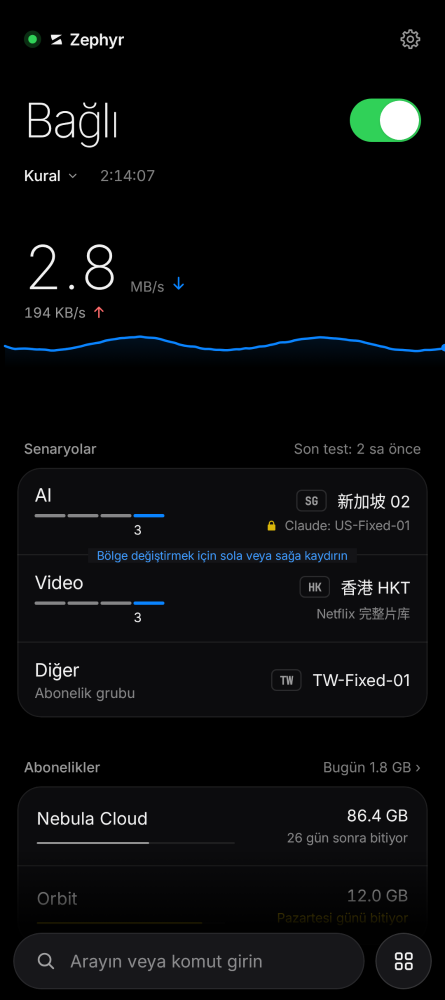 Zephyr
Bağlı
Kural 2:14:07
2.8 MB/s ↓
194 KB/s ↑
Senaryolar Son test: 2 sa önce
AI SG 新加坡 02
3 Claude: US-Fixed-01
Bölge değiştirmek için sola veya sağa kaydırın
Video HK 香港 HKT
3 Netflix 完整片库
Diğer TW TW-Fixed-01
Abonelik grubu
Abonelikler Bugün 1.8 GB ›
Nebula Cloud 86.4 GB
26 gün sonra bitiyor
Orbit 12.0 GB
Pazartesi günü bitiyor
Arayın veya komut girin